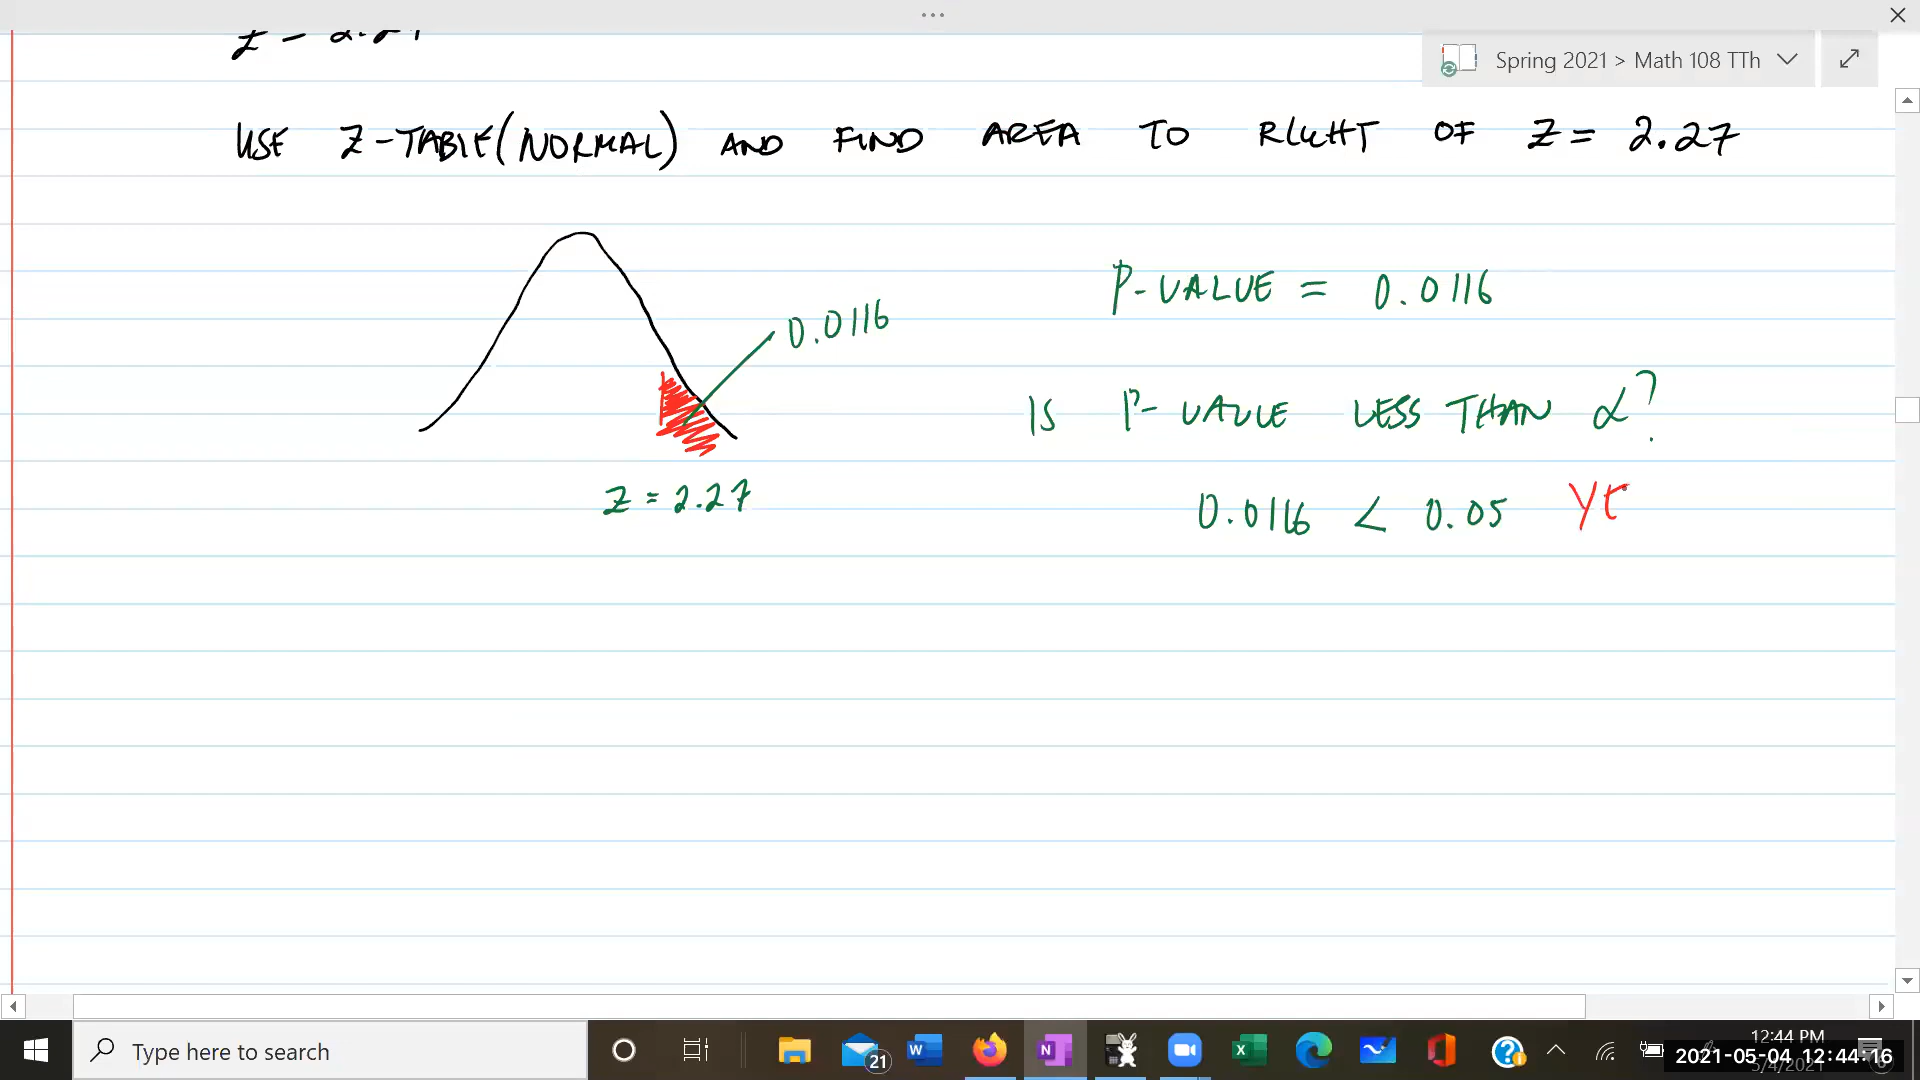 Spring 2021 > Math 108 TTh
USE Z-TABLE(NORMAL) AND FIND AREA TO RIGHT OF Z = 2.27
P-VALUE = 0.0116
0.0116
IS P-VALUE LESS THAN α?
Z = 2.27
0.0116 < 0.05 YE
Type here to search
21
12:44 PM
2021-05-04 12:44:16